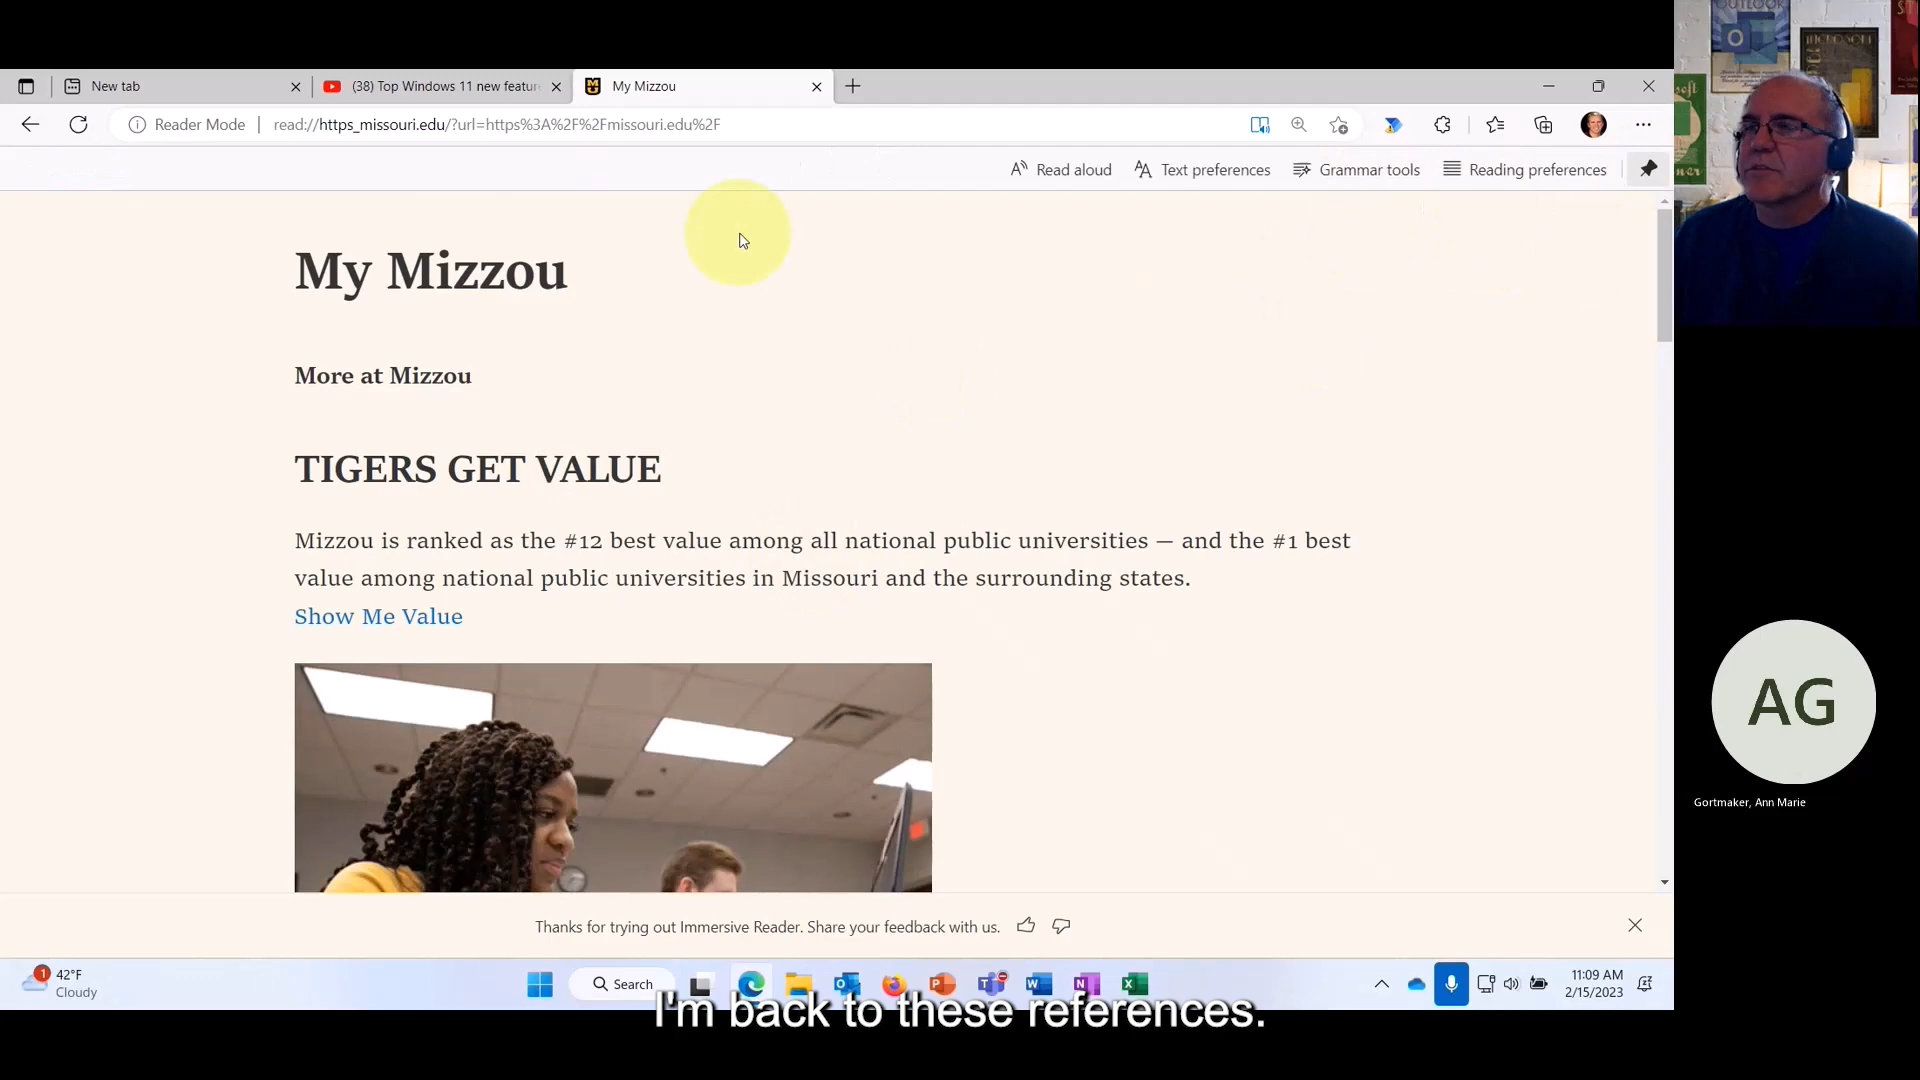 New tab
(38) Top Windows 11 new featur
My Mizzou
Reader Mode
read://https_missouri.edu/?url=https%3A%2F%2Fmissouri.edu%2F
Read aloud
Text preferences
Grammar tools
Reading preferences
OUTLOOK
My Mizzou
More at Mizzou
TIGERS GET VALUE
Mizzou is ranked as the #12 best value among all national public universities — and the #1 best
value among national public universities in Missouri and the surrounding states.
Show Me Value
AG
Gortmaker, Ann Marie
Thanks for trying out Immersive Reader. Share your feedback with us.
1
42°F
Cloudy
Search
11:09 AM
2/15/2023
I'm back to these references.